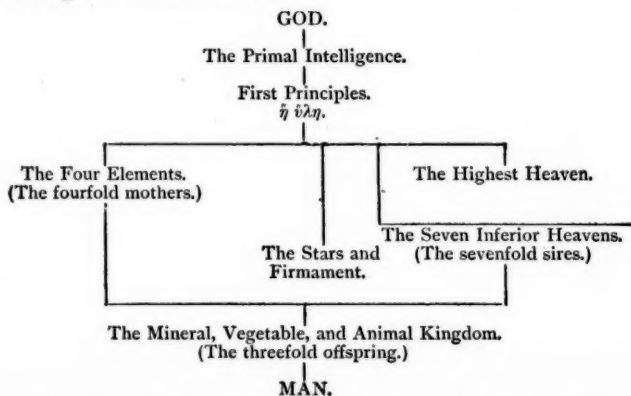 GOD.
The Primal Intelligence.
First Principles.
ἡ ὕλη.
The Four Elements.
(The fourfold mothers.)
The Highest Heaven.
The Stars and
Firmament.
The Seven Inferior Heavens.
(The sevenfold sires.)
The Mineral, Vegetable, and Animal Kingdom.
(The threefold offspring.)
MAN.